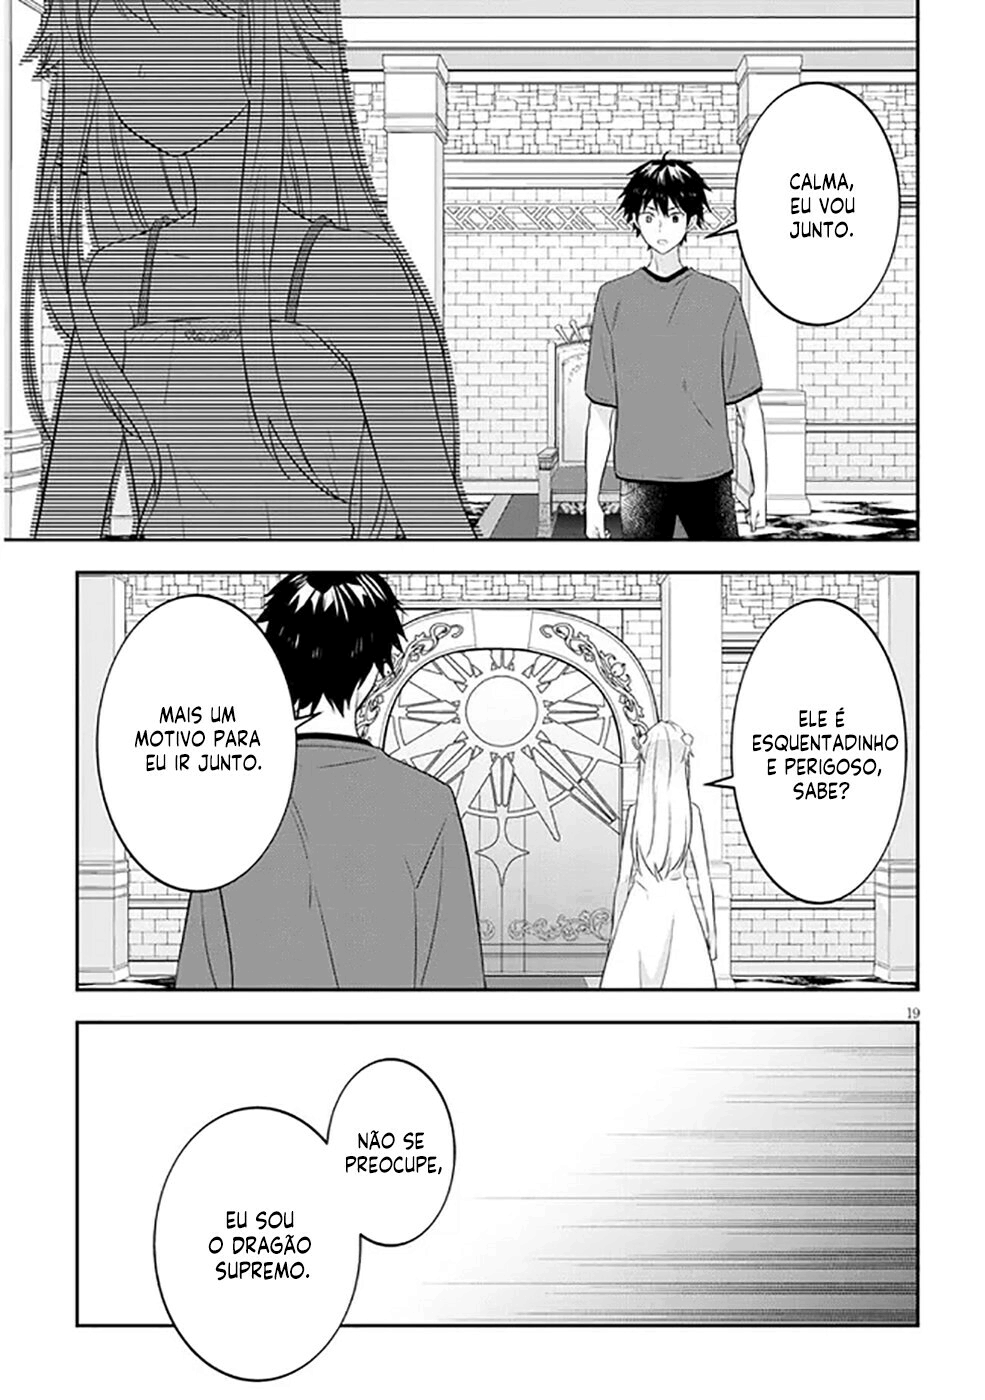 CALMA,
EU VOU
JUNTO.
ELE É
ESQUENTADINHO
E PERIGOSO,
SABE?
MAIS UM
MOTIVO PARA
EU IR JUNTO.
19
NÃO SE
PREOCUPE,
EU SOU
O DRAGÃO
SUPREMO.